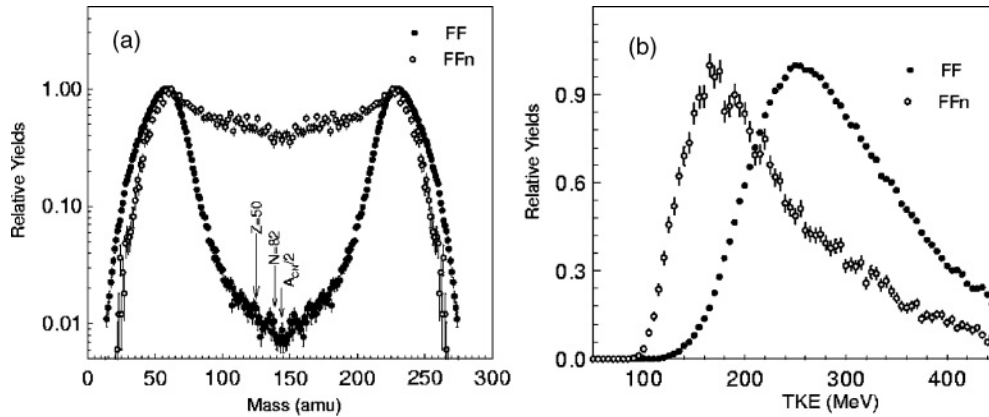 (a)
FF
FFn
1.00
0.10
0.01
Relative Yields
Z=50
N=82
A_CN/2
0
50
100
150
200
250
300
Mass (amu)
(b)
FF
FFn
0.9
0.6
0.3
0.0
Relative Yields
100
200
300
400
TKE (MeV)